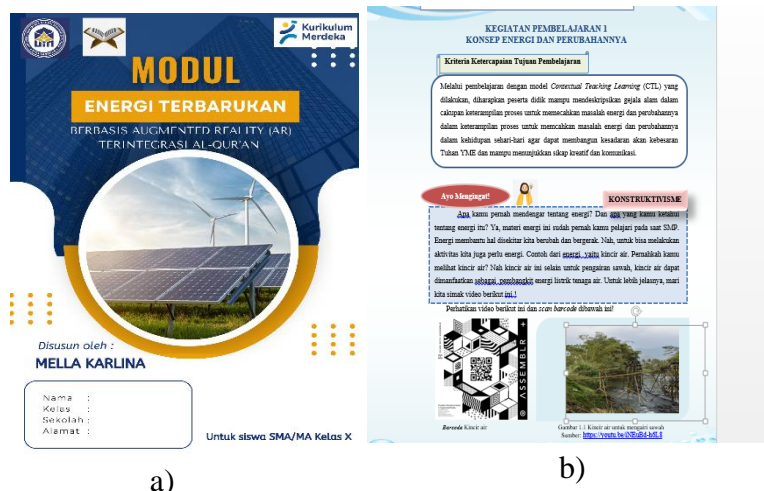 Kurikulum
Merdeka
MODUL
ENERGI TERBARUKAN
BERBASIS AUGMENTED REALITY (AR)
TERINTEGRASI AL-QUR'AN
Disusun oleh :
MELLA KARLINA
Nama :
Kelas :
Sekolah :
Alamat :
Untuk siswa SMA/MA Kelas X
a)
KEGIATAN PEMBELAJARAN 1
KONSEP ENERGI DAN PERUBAHANNYA
Kriteria Ketercapaian Tujuan Pembelajaran
Melalui pembelajaran dengan model Contextual Teaching Learning (CTL) yang
dilakukan, diharapkan peserta didik mampu mendeskripsikan gejala alam dalam
cakupan keterampilan proses untuk memecahkan masalah energi dan perubahannya
dalam keterampilan proses untuk memcahkan masalah energi dan perubahannya
dalam kehidupan sehari-hari agar dapat membangun kesadaran akan kebesaran
Tuhan YME dan mampu menunjukkan sikap kreatif dan komunikasi.
Ayo Mengingat!
KONSTRUKTIVISME
Apa kamu pernah mendengar tentang energi? Dan apa yang kamu ketahui
tentang energi itu? Ya, materi energi ini sudah pernah kamu pelajari pada saat SMP.
Energi membantu hal disekitar kita berubah dan bergerak. Nah, untuk bisa melakukan
aktivitas kita juga perlu energi. Contoh dari energi, yaitu kincir air. Pernahkah kamu
melihat kincir air? Nah kincir air ini selain untuk pengairan sawah, kincir air dapat
dimanfaatkan sebagai pembangkit energi listrik tenaga air. Untuk lebih jelasnya, mari
kita simak video berikut ini.!
Perhatikan video berikut ini dan scan barcode dibawah ini!
ASSEMBLR
Barcode Kincir air
Gambar 1.1 Kincir air untuk mengairi sawah
Sumber:
b)